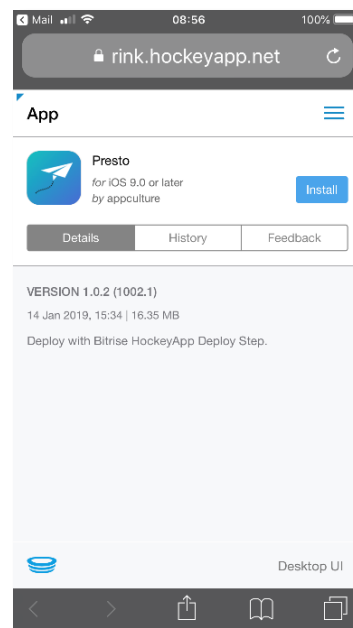 Mail 08:56 100%
rink.hockeyapp.net
App
Presto
for iOS 9.0 or later
by appculture
Install
Details History Feedback
VERSION 1.0.2 (1002.1)
14 Jan 2019, 15:34 | 16.35 MB
Deploy with Bitrise HockeyApp Deploy Step.
Desktop UI